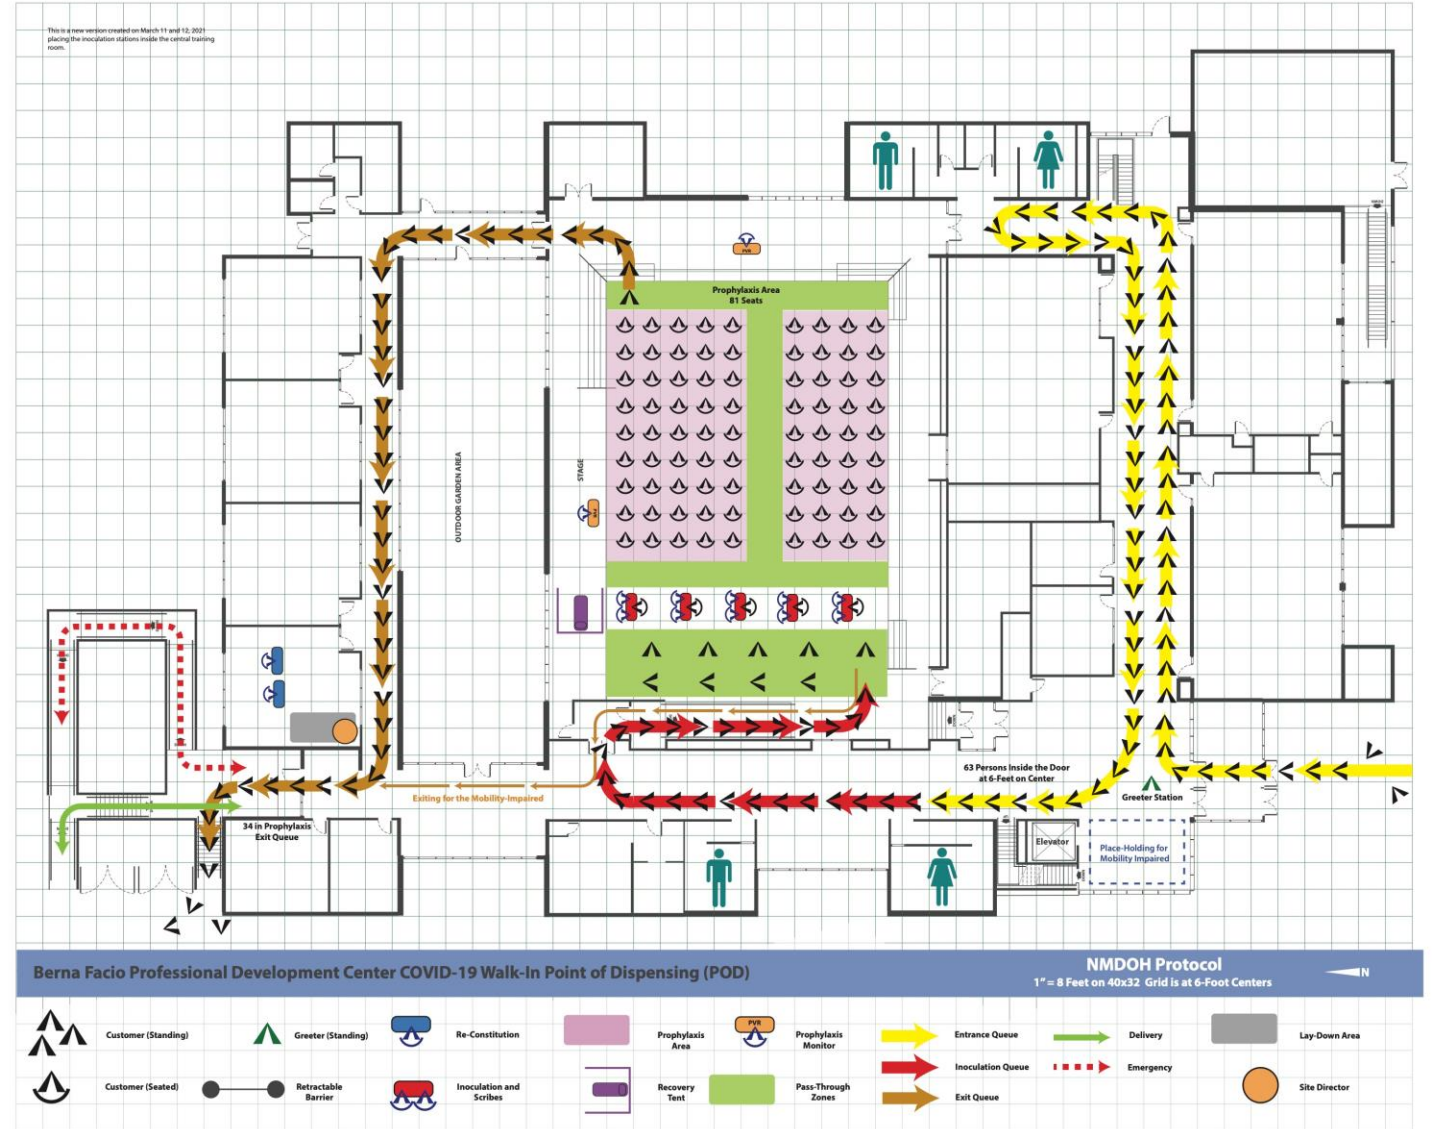 This is a new version created on March 11 and 12, 2021
placing the inoculation stations inside the central training
room.
PVR
Prophylaxis Area
81 Seats
OUTDOOR GARDEN AREA
STAGE
63 Persons Inside the Door
at 6-Feet on Center
Greeter Station
Exiting for the Mobility-Impaired
34 in Prophylaxis
Exit Queue
Elevator
Place-Holding for
Mobility Impaired
Berna Facio Professional Development Center COVID-19 Walk-In Point of Dispensing (POD)
NMDOH Protocol
1"= 8 Feet on 40x32 Grid is at 6-Foot Centers
N
Customer (Standing)
Greeter (Standing)
Re-Constitution
Prophylaxis
Area
PVR
Prophylaxis
Monitor
Entrance Queue
Delivery
Lay-Down Area
Inoculation Queue
Emergency
Customer (Seated)
Retractable
Barrier
Inoculation and
Scribes
Recovery
Tent
Pass-Through
Zones
Exit Queue
Site Director